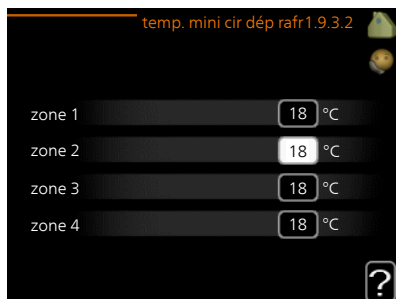 temp. mini cir dép rafr1.9.3.2
zone 1 18 °C
zone 2 18 °C
zone 3 18 °C
zone 4 18 °C
?